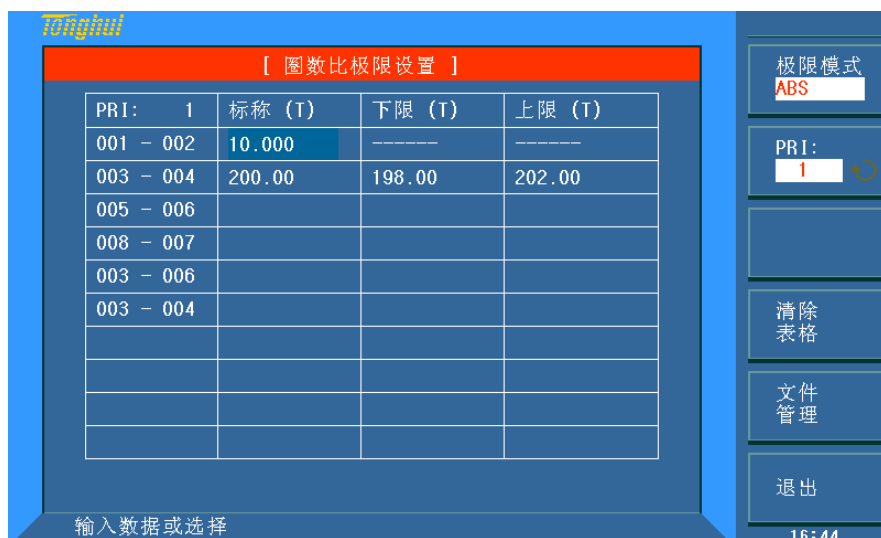 Tonghui
[ 圈数比极限设置 ]
PRI: 1 标称 (T) 下限 (T) 上限 (T)
001 - 002 10.000 ------ ------
003 - 004 200.00 198.00 202.00
005 - 006
008 - 007
003 - 006
003 - 004
输入数据或选择
极限模式
ABS
PRI:
1
清除
表格
文件
管理
退出
16:44